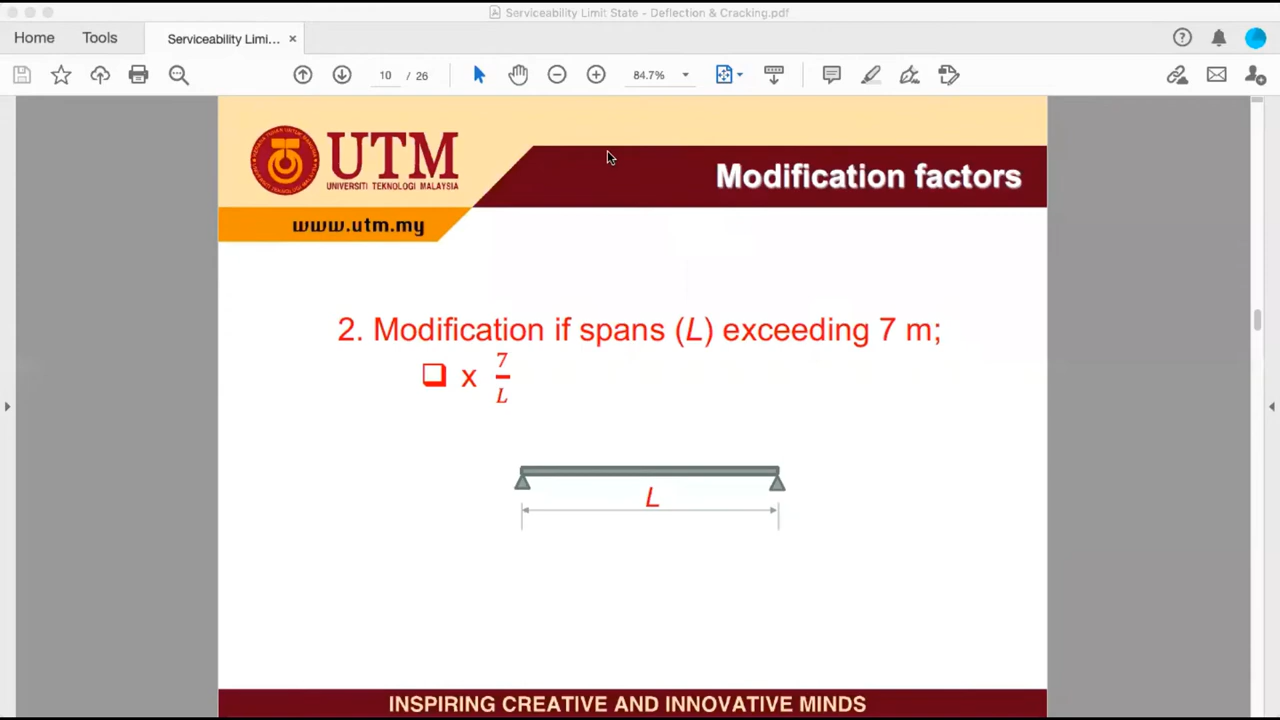 Serviceability Limit State - Deflection & Cracking.pdf
Home Tools Serviceability Limi... ×
10 / 26 84.7%
UTM
UNIVERSITI TEKNOLOGI MALAYSIA
Modification factors
www.utm.my
2. Modification if spans (L) exceeding 7 m;
❑ x 7/L
L
INSPIRING CREATIVE AND INNOVATIVE MINDS